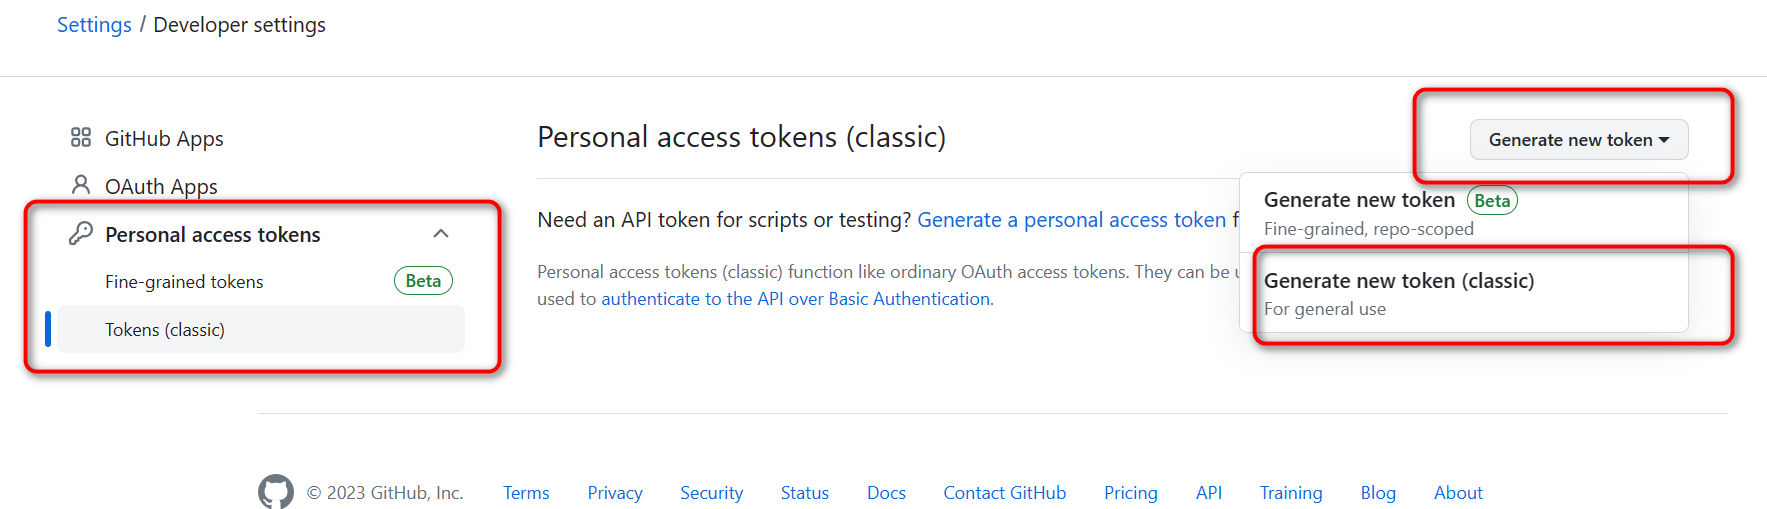 Settings / Developer settings
GitHub Apps
OAuth Apps
Personal access tokens
Fine-grained tokens Beta
Tokens (classic)
Personal access tokens (classic)
Generate new token
Need an API token for scripts or testing? Generate a personal access token
Personal access tokens (classic) function like ordinary OAuth access tokens. They can be
used to authenticate to the API over Basic Authentication.
Generate new token Beta
Fine-grained, repo-scoped
Generate new token (classic)
For general use
© 2023 GitHub, Inc. Terms Privacy Security Status Docs Contact GitHub Pricing API Training Blog About